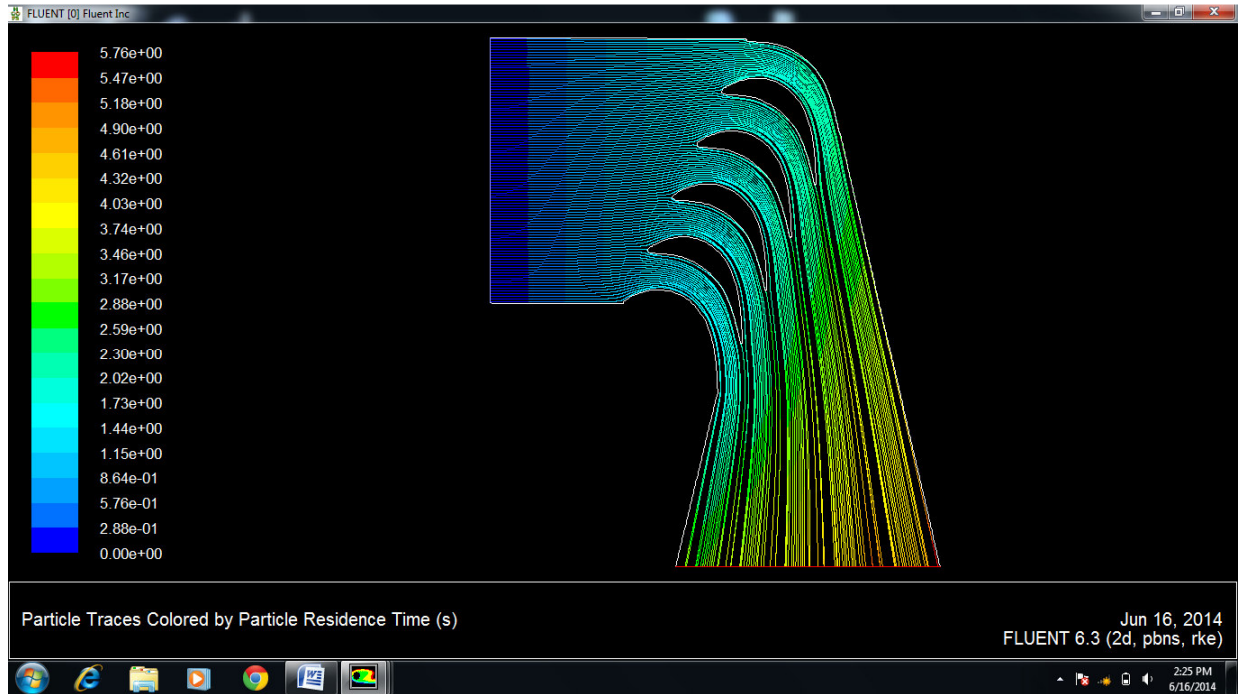 FLUENT [0] Fluent Inc
5.76e+00
5.47e+00
5.18e+00
4.90e+00
4.61e+00
4.32e+00
4.03e+00
3.74e+00
3.46e+00
3.17e+00
2.88e+00
2.59e+00
2.30e+00
2.02e+00
1.73e+00
1.44e+00
1.15e+00
8.64e-01
5.76e-01
2.88e-01
0.00e+00
Particle Traces Colored by Particle Residence Time (s)
Jun 16, 2014
FLUENT 6.3 (2d, pbns, rke)
2:25 PM
6/16/2014